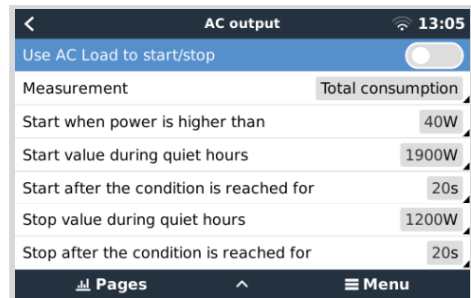 AC output 13:05
Use AC Load to start/stop
Measurement Total consumption
Start when power is higher than 40W
Start value during quiet hours 1900W
Start after the condition is reached for 20s
Stop value during quiet hours 1200W
Stop after the condition is reached for 20s
Pages Menu